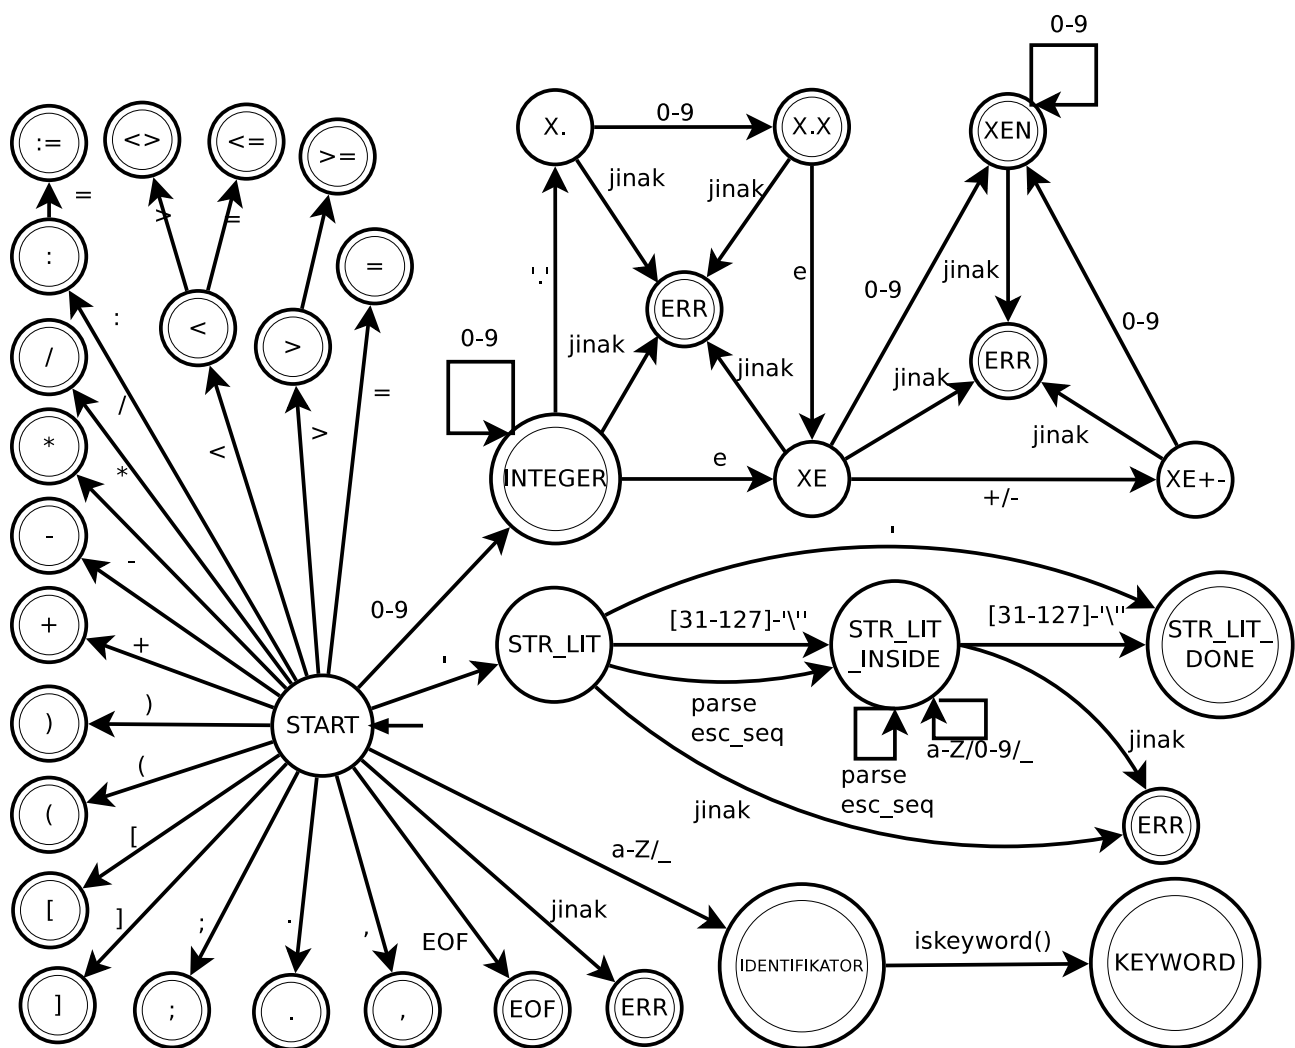 0-9
XEN
X.
0-9
X.X
:=
<>
<=
>=
=
>
=
jinak
jinak
:
=
'.'
e
jinak
0-9
ERR
:
<
>
0-9
0-9
jinak
jinak
ERR
/
=
jinak
/
*
*
<
>
jinak
INTEGER
e
XE
+/-
XE+-
-
-
'
+
+
0-9
'
STR_LIT
[31-127]-'\''
STR_LIT
_INSIDE
[31-127]-'\''
STR_LIT_
DONE
)
)
START
parse
esc_seq
a-Z/0-9/_
jinak
(
(
parse
esc_seq
jinak
ERR
[
[
a-Z/_
]
;
.
,
EOF
jinak
IDENTIFIKATOR
iskeyword()
KEYWORD
]
;
.
,
EOF
ERR